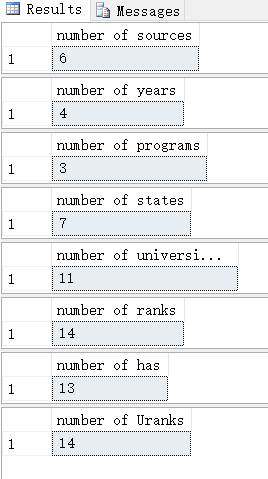 Results Messages
number of sources
1 6
number of years
1 4
number of programs
1 3
number of states
1 7
number of universi...
1 11
number of ranks
1 14
number of has
1 13
number of Uranks
1 14